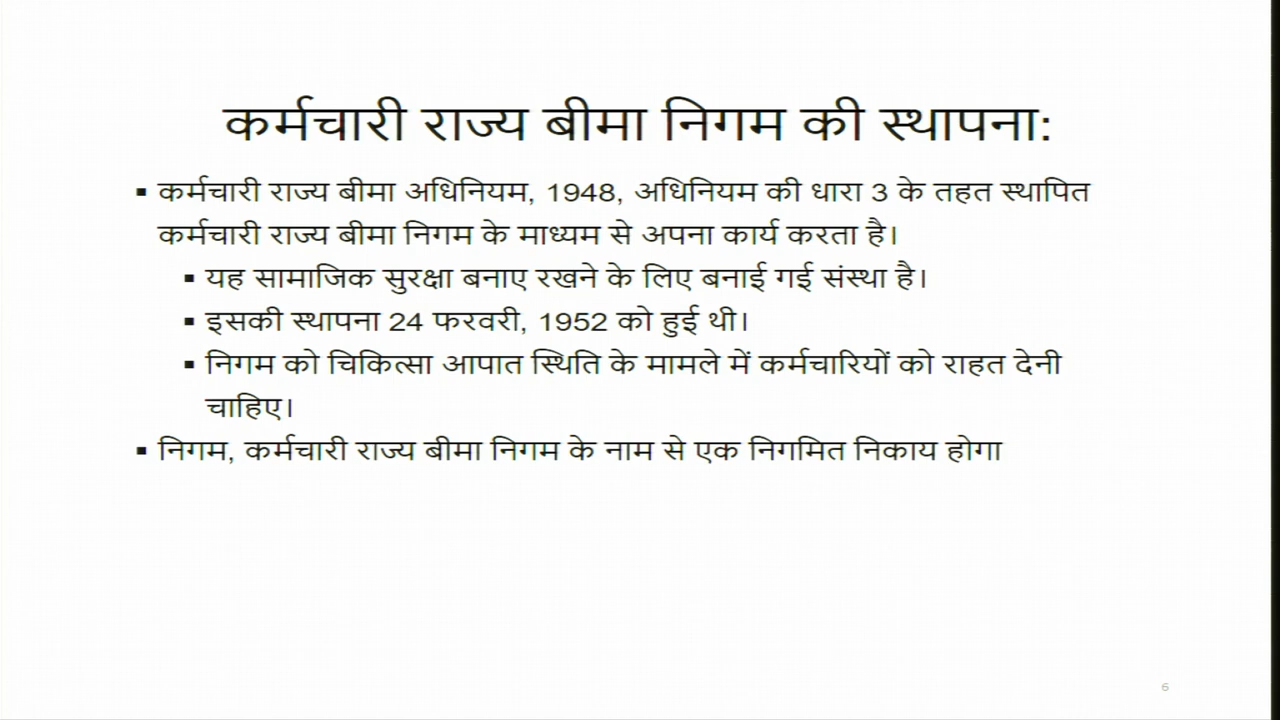 कर्मचारी राज्य बीमा निगम की स्थापना:
▪ कर्मचारी राज्य बीमा अधिनियम, 1948, अधिनियम की धारा 3 के तहत स्थापित
कर्मचारी राज्य बीमा निगम के माध्यम से अपना कार्य करता है।
▪ यह सामाजिक सुरक्षा बनाए रखने के लिए बनाई गई संस्था है।
▪ इसकी स्थापना 24 फरवरी, 1952 को हुई थी।
▪ निगम को चिकित्सा आपात स्थिति के मामले में कर्मचारियों को राहत देनी
चाहिए।
▪ निगम, कर्मचारी राज्य बीमा निगम के नाम से एक निगमित निकाय होगा
6